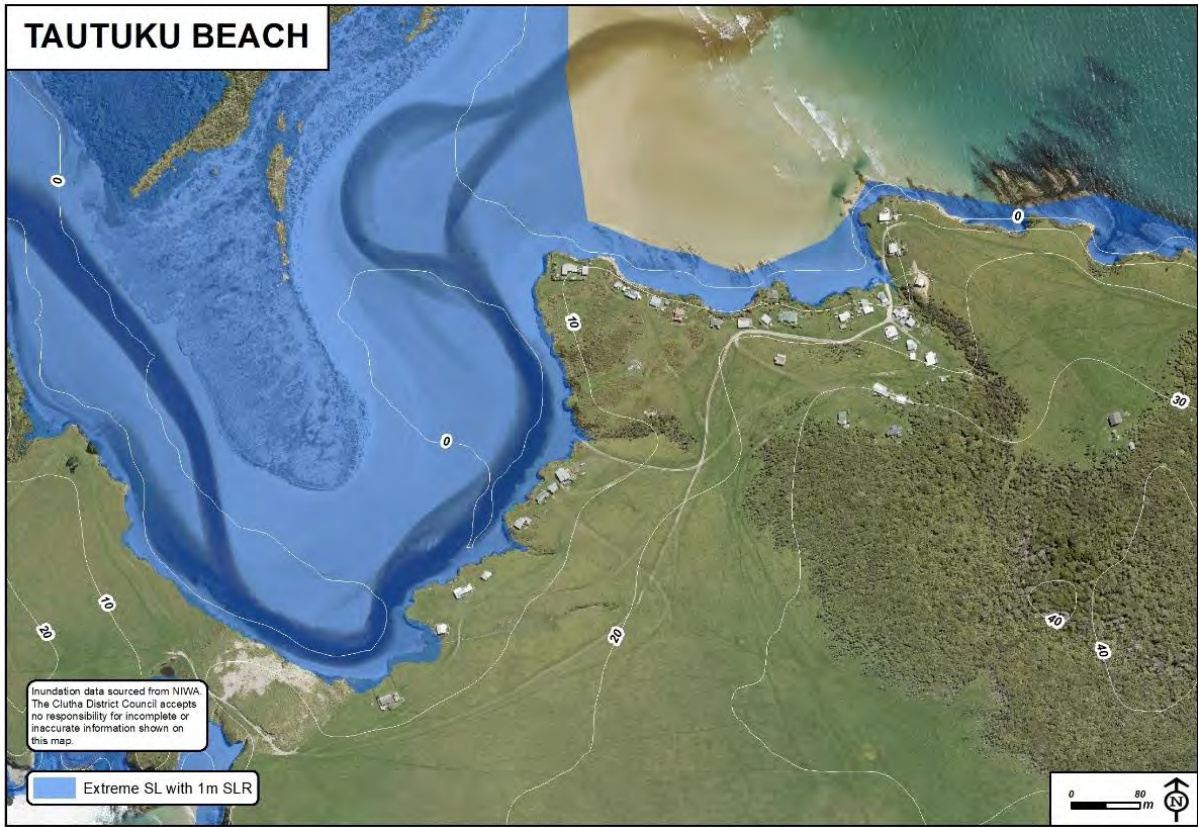 TAUTUKU BEACH
0
0
10
30
0
10
20
20
40
40
Inundation data sourced from NIWA.
The Clutha District Council accepts
no responsibility for incomplete or
inaccurate information shown on
this map.
Extreme SL with 1m SLR
0 80
m
N